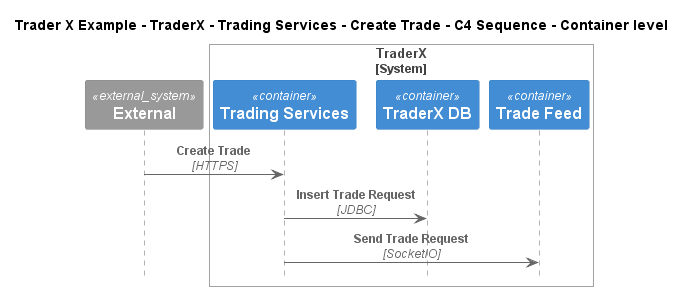 Trader X Example - TraderX - Trading Services - Create Trade - C4 Sequence - Container level
TraderX
[System]
«external_system»
External
«container»
Trading Services
«container»
TraderX DB
«container»
Trade Feed
Create Trade
[HTTPS]
Insert Trade Request
[JDBC]
Send Trade Request
[SocketIO]